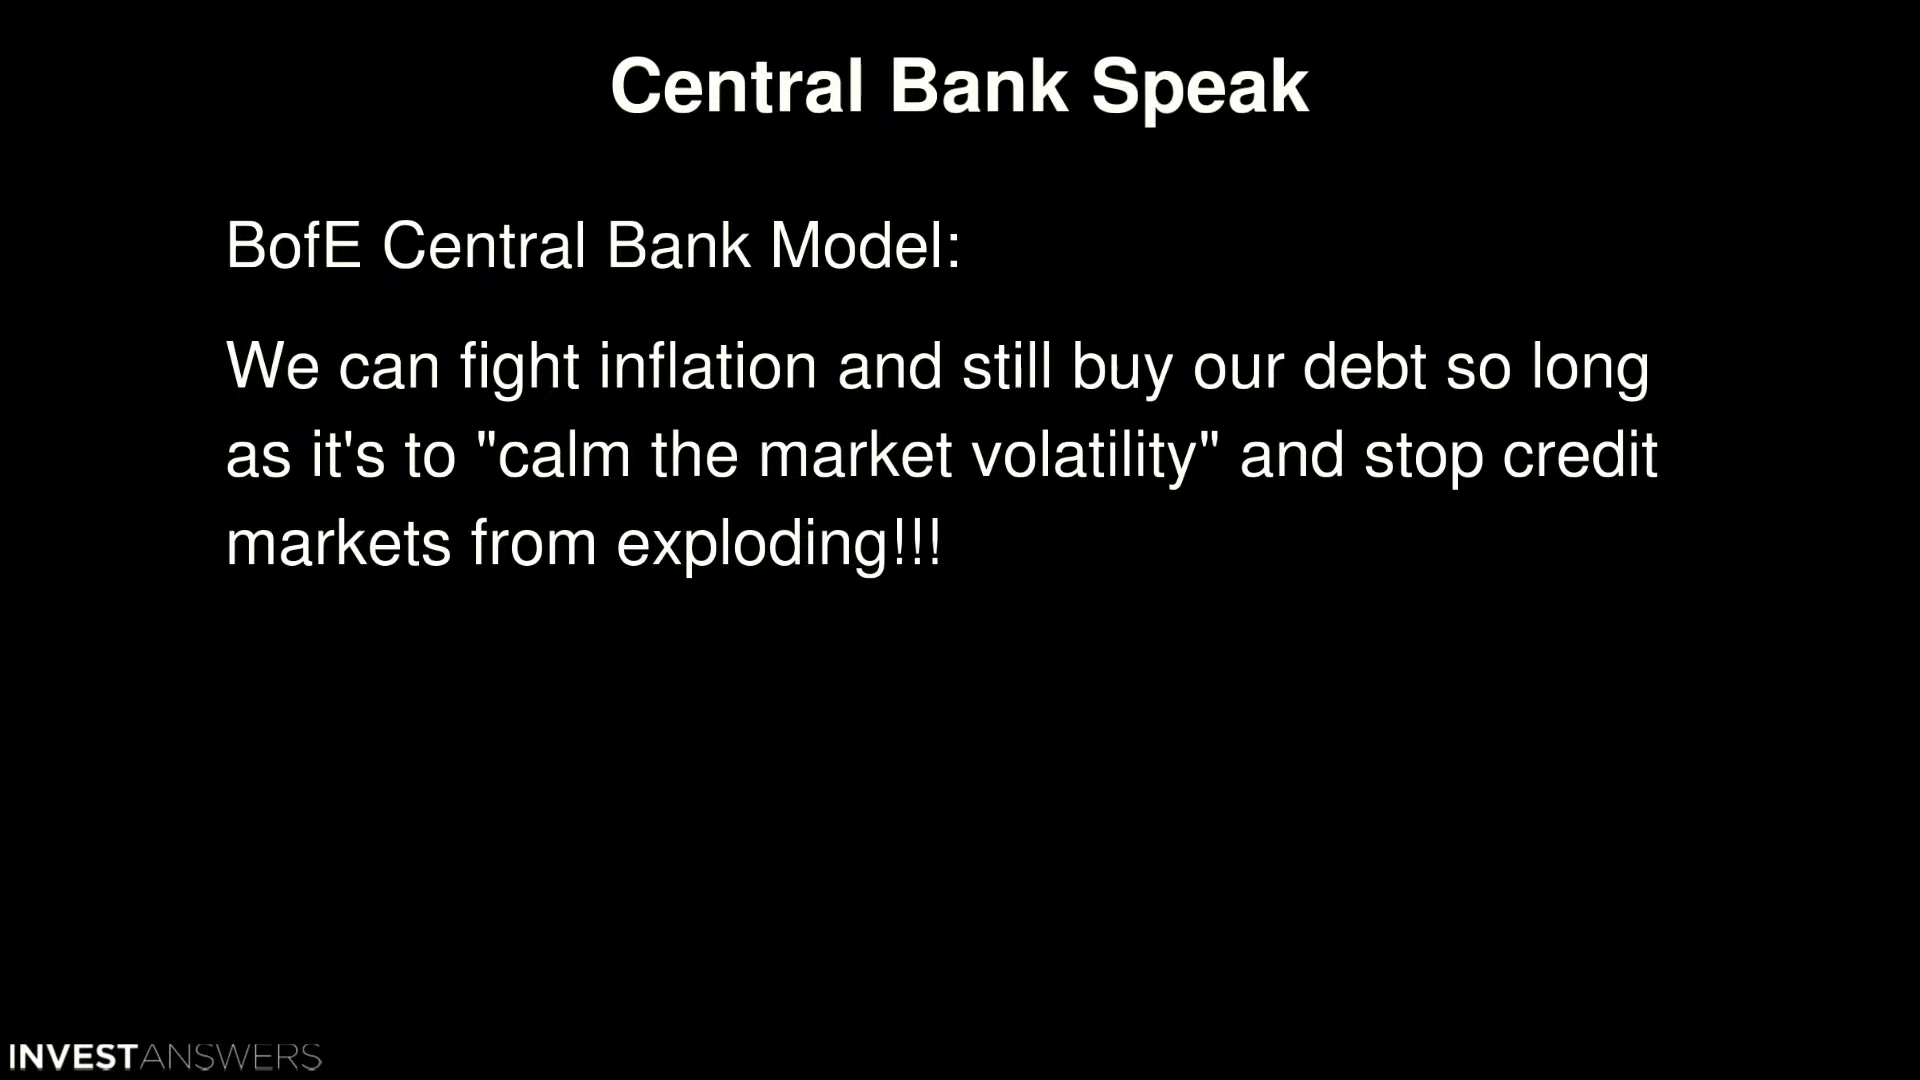 Central Bank Speak
BofE Central Bank Model:
We can fight inflation and still buy our debt so long
as it's to "calm the market volatility" and stop credit
markets from exploding!!!
INVESTANSWERS